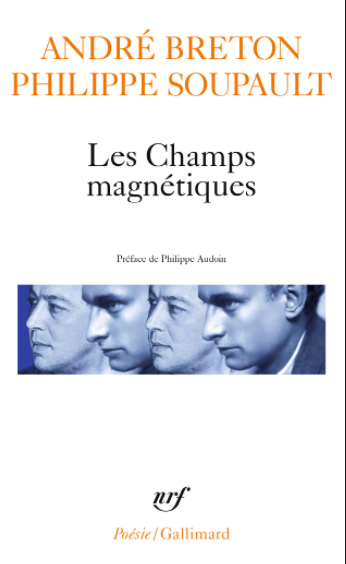 ANDRÉ BRETON
PHILIPPE SOUPAULT
Les Champs
magnétiques
Préface de Philippe Audoin
nrf
Poésie / Gallimard